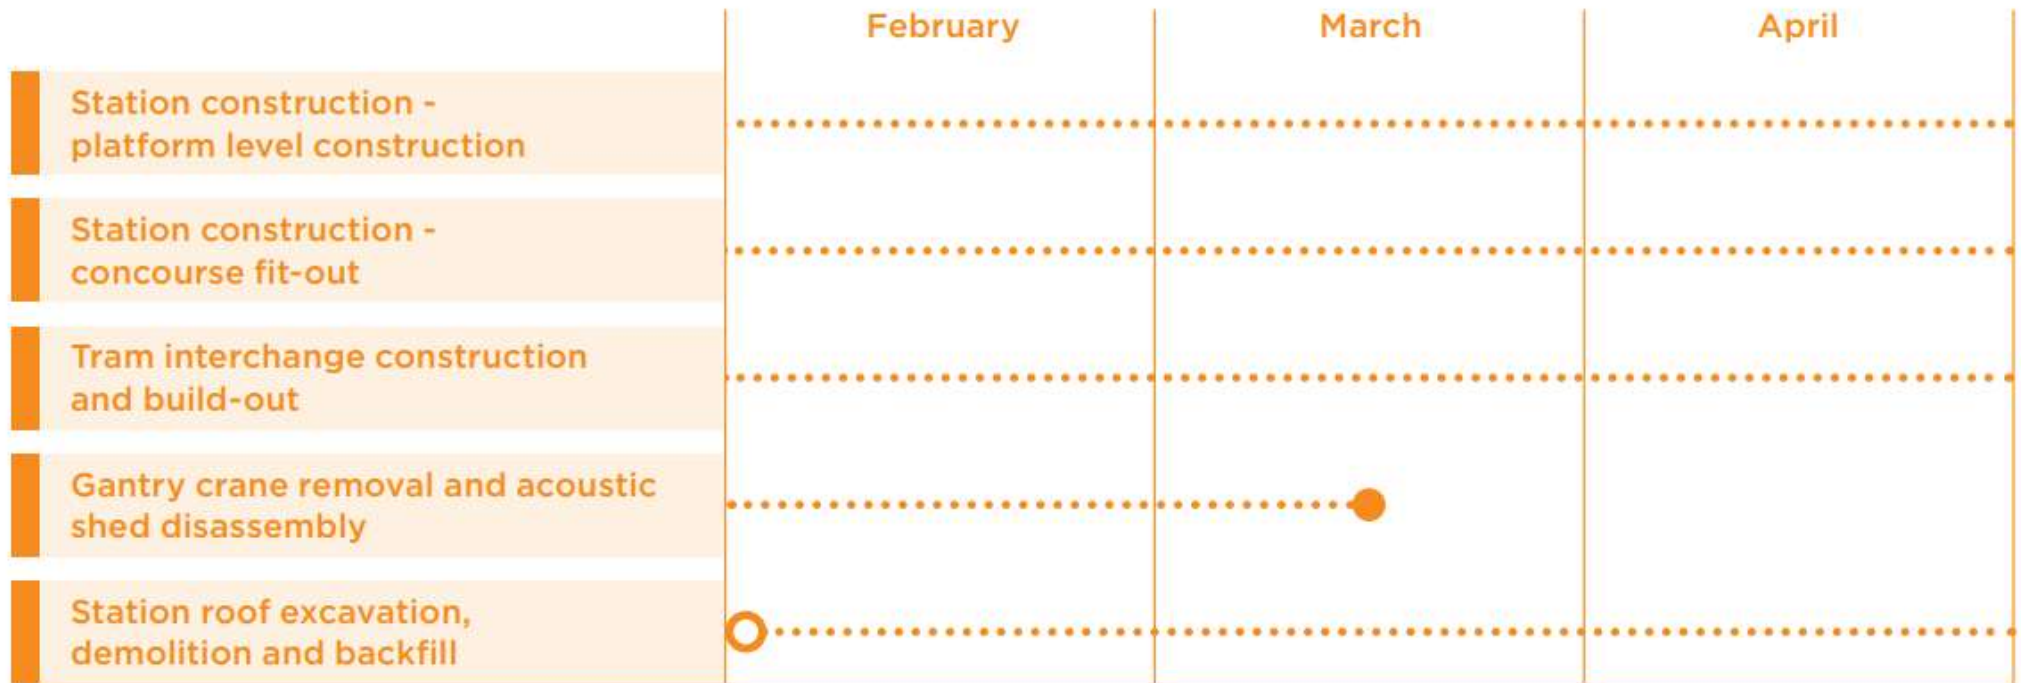 February March April
Station construction -
platform level construction
Station construction -
concourse fit-out
Tram interchange construction
and build-out
Gantry crane removal and acoustic
shed disassembly
Station roof excavation,
demolition and backfill